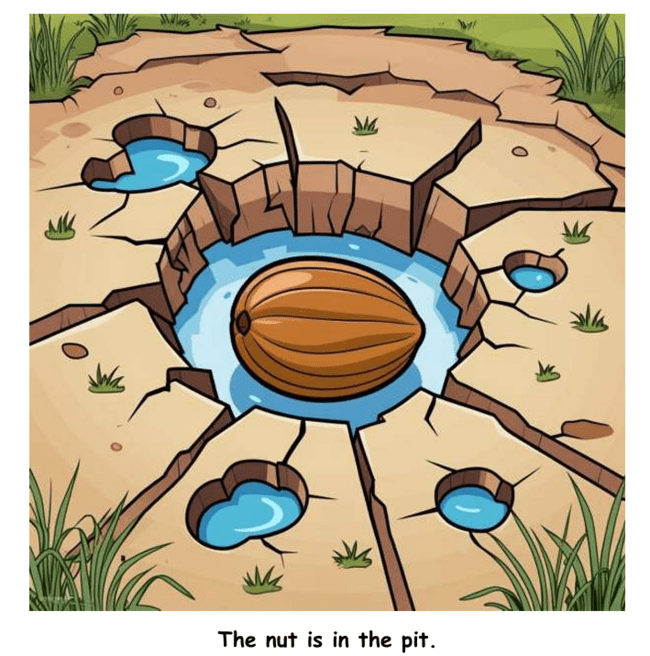 The nut is in the pit.